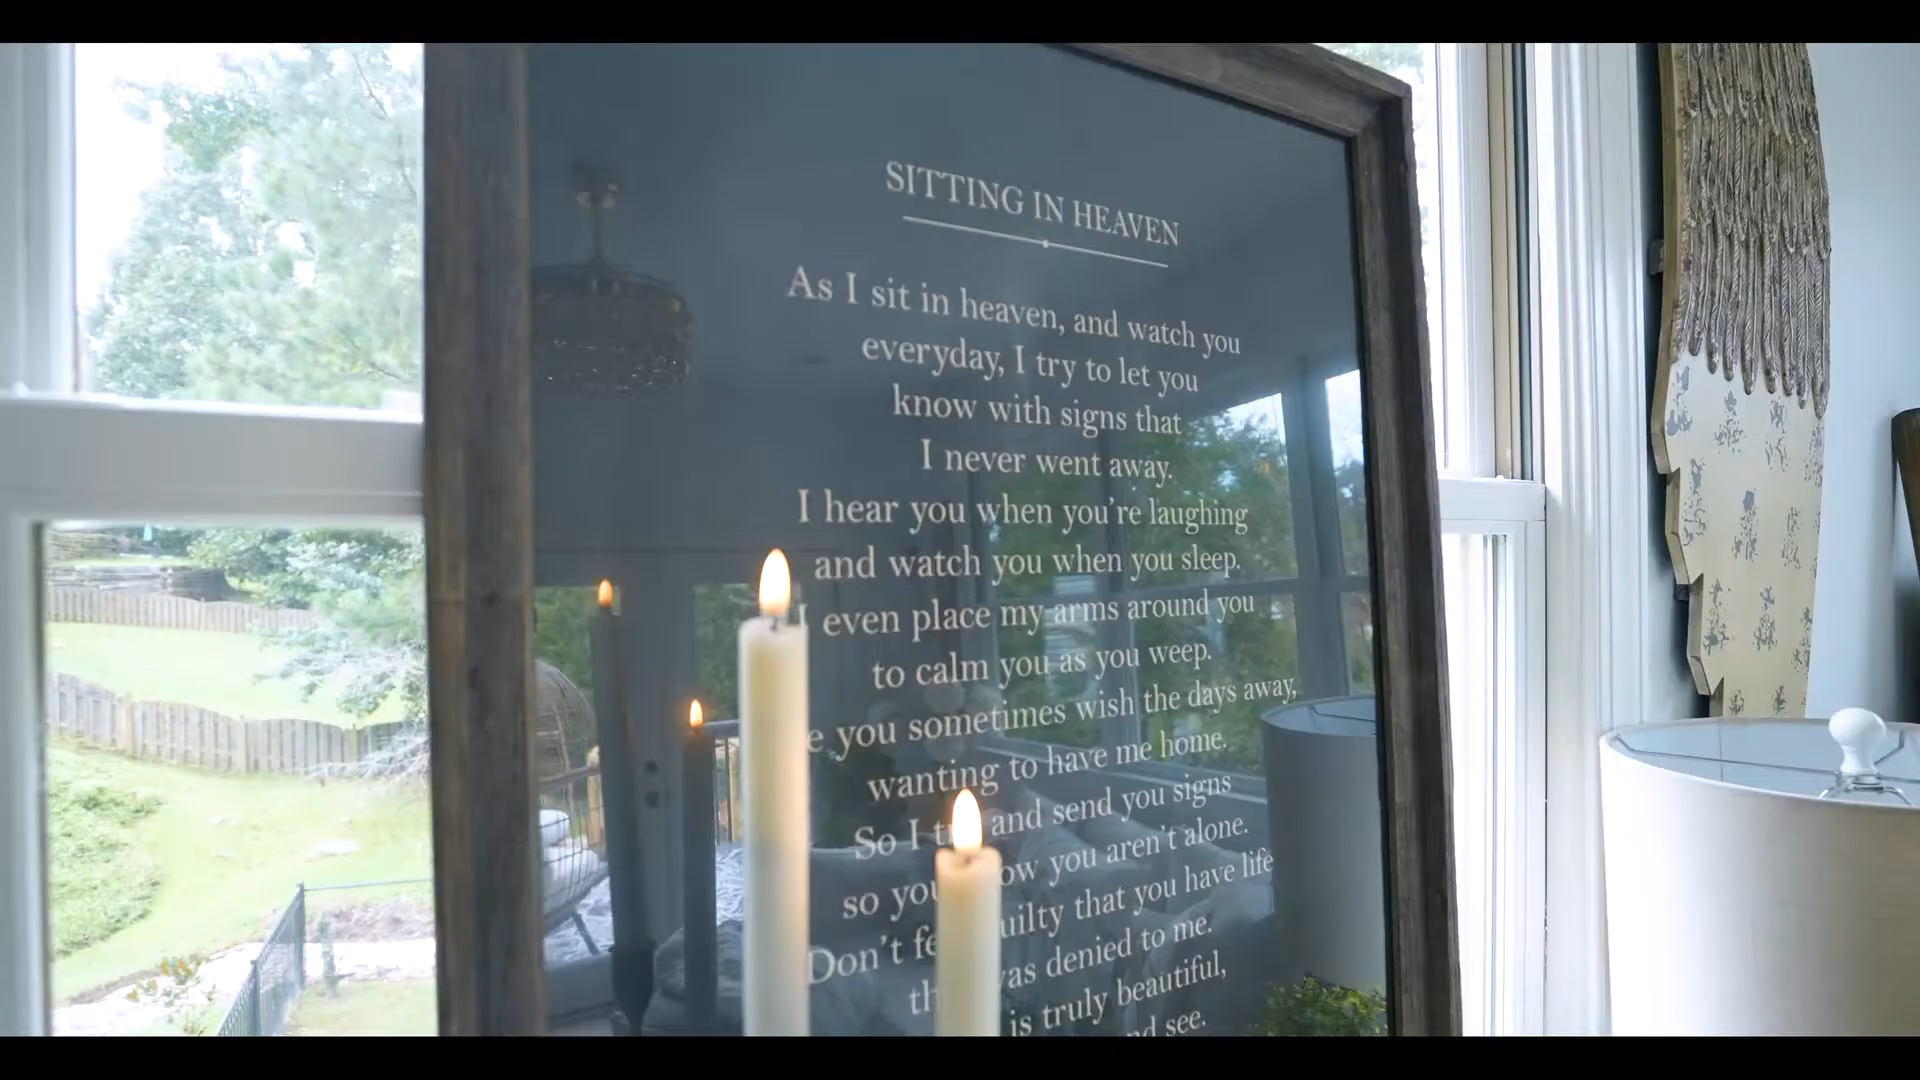 SITTING IN HEAVEN
As I sit in heaven, and watch you
everyday, I try to let you
know with signs that
I never went away.
I hear you when you're laughing
and watch you when you sleep.
I even place my arms around you
to calm you as you weep.
you sometimes wish the days away,
wanting to have me home.
So I and send you signs
so you aren't alone.
Don't that you have life
denied to me.
is truly beautiful,
see.